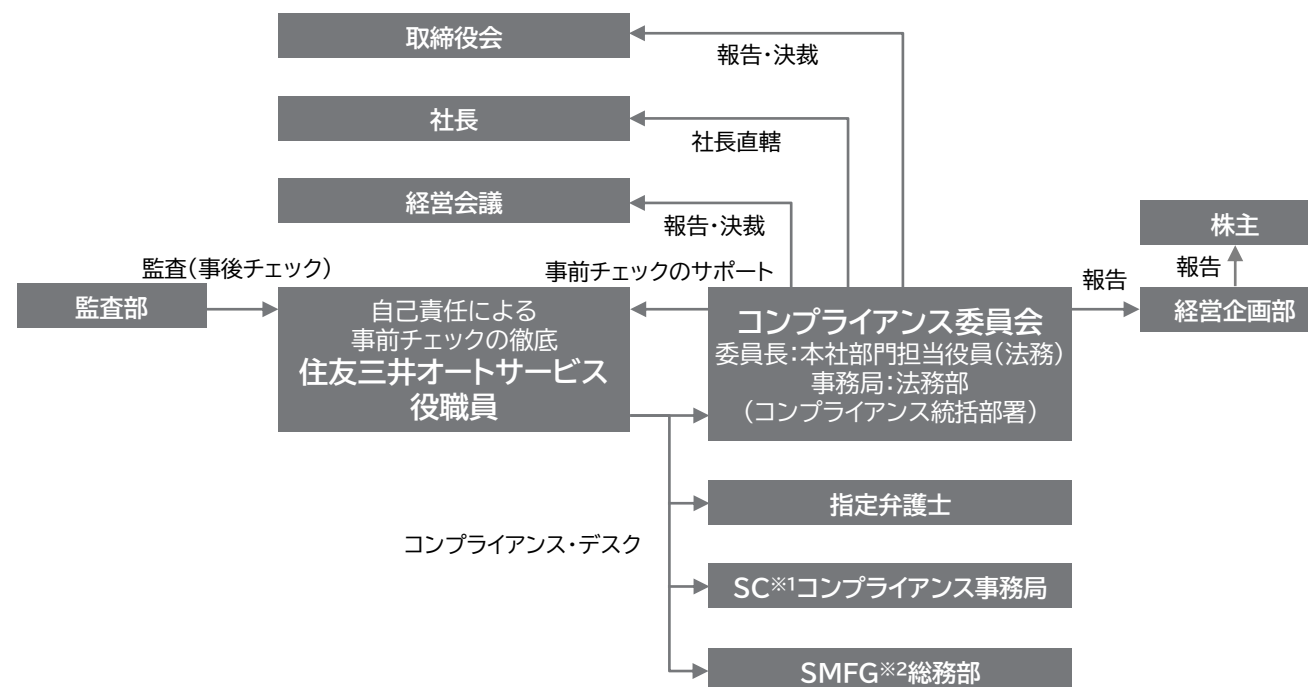 取締役会
報告・決裁
社長
社長直轄
経営会議
報告・決裁
株主
監査(事後チェック)
事前チェックのサポート
報告
報告
監査部
自己責任による
事前チェックの徹底
住友三井オートサービス
役職員
コンプライアンス委員会
委員長:本社部門担当役員(法務)
事務局:法務部
(コンプライアンス統括部署)
経営企画部
指定弁護士
コンプライアンス・デスク
SC※1コンプライアンス事務局
SMFG※2総務部